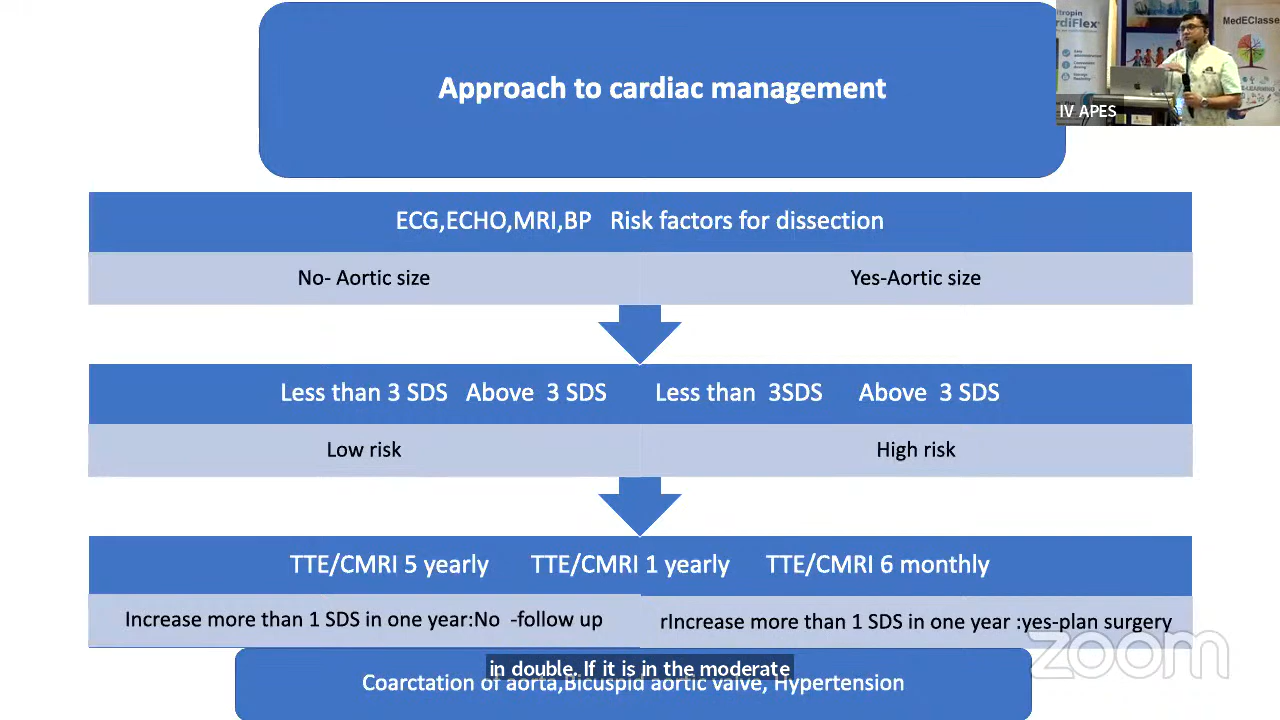 Approach to cardiac management
itropin
rdiFlex
MedEClasse
E-LEARNING
IV APES
ECG,ECHO,MRI,BP Risk factors for dissection
No- Aortic size
Yes-Aortic size
Less than 3 SDS Above 3 SDS Less than 3SDS Above 3 SDS
Low risk
High risk
TTE/CMRI 5 yearly TTE/CMRI 1 yearly TTE/CMRI 6 monthly
Increase more than 1 SDS in one year:No -follow up
rIncrease more than 1 SDS in one year :yes-plan surgery
zoom
in double. If it is in the moderate
Coarctation of aorta,Bicuspid aortic valve, Hypertension